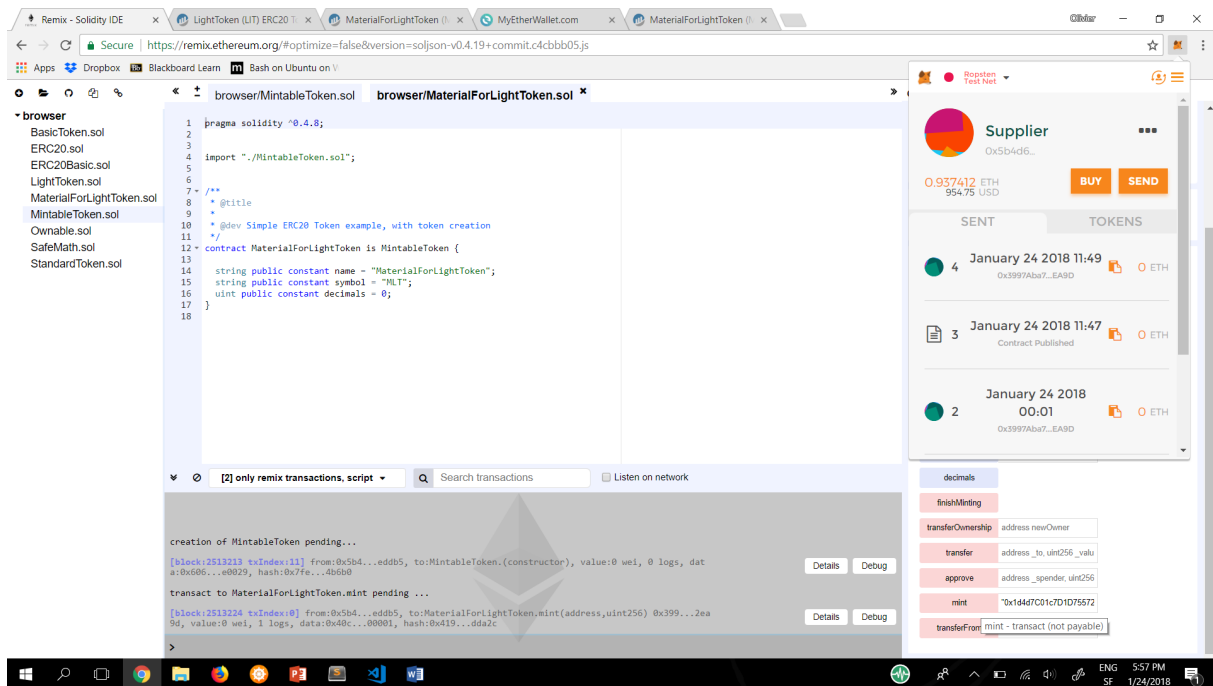 Remix - Solidity IDE
LightToken (LIT) ERC20 T
MaterialForLightToken (
MyEtherWallet.com
MaterialForLightToken (
Olivier
Secure | https://remix.ethereum.org/#optimize=false&version=soljson-v0.4.19+commit.c4cbbb05.js
Apps Dropbox Bb Blackboard Learn m Bash on Ubuntu on
browser/MintableToken.sol browser/MaterialForLightToken.sol
browser
BasicToken.sol
ERC20.sol
ERC20Basic.sol
LightToken.sol
MaterialForLightToken.sol
MintableToken.sol
Ownable.sol
SafeMath.sol
StandardToken.sol
1 pragma solidity ^0.4.8;
2
3
4 import "./MintableToken.sol";
5
6
7 /**
8 * @title
9 *
10 * @dev Simple ERC20 Token example, with token creation
11 */
12 contract MaterialForLightToken is MintableToken {
13
14 string public constant name = "MaterialForLightToken";
15 string public constant symbol = "MLT";
16 uint public constant decimals = 0;
17 }
18
Ropsten
Test Net
Supplier
0x5b4d6...
0.937412 ETH
954.75 USD
BUY SEND
SENT TOKENS
4 January 24 2018 11:49 0 ETH
0x3997Aba7...EA9D
3 January 24 2018 11:47 0 ETH
Contract Published
January 24 2018
2 00:01 0 ETH
0x3997Aba7...EA9D
[2] only remix transactions, script Search transactions Listen on network
creation of MintableToken pending...
[block:2513213 txIndex:11] from:0x5b4...eddb5, to:MintableToken.(constructor), value:0 wei, 0 logs, dat
a:0x606...e0029, hash:0x7fe...4b6b0
Details Debug
transact to MaterialForLightToken.mint pending ...
[block:2513224 txIndex:0] from:0x5b4...eddb5, to:MaterialForLightToken.mint(address,uint256) 0x399...2ea
9d, value:0 wei, 1 logs, data:0x40c...00001, hash:0x419...dda2c
Details Debug
>
decimals
finishMinting
transferOwnership address newOwner
transfer address _to, uint256 _valu
approve address _spender, uint256
mint "0x1d4d7C01c7D1D75572
transferFrom mint - transact (not payable)
ENG 5:57 PM
SF 1/24/2018